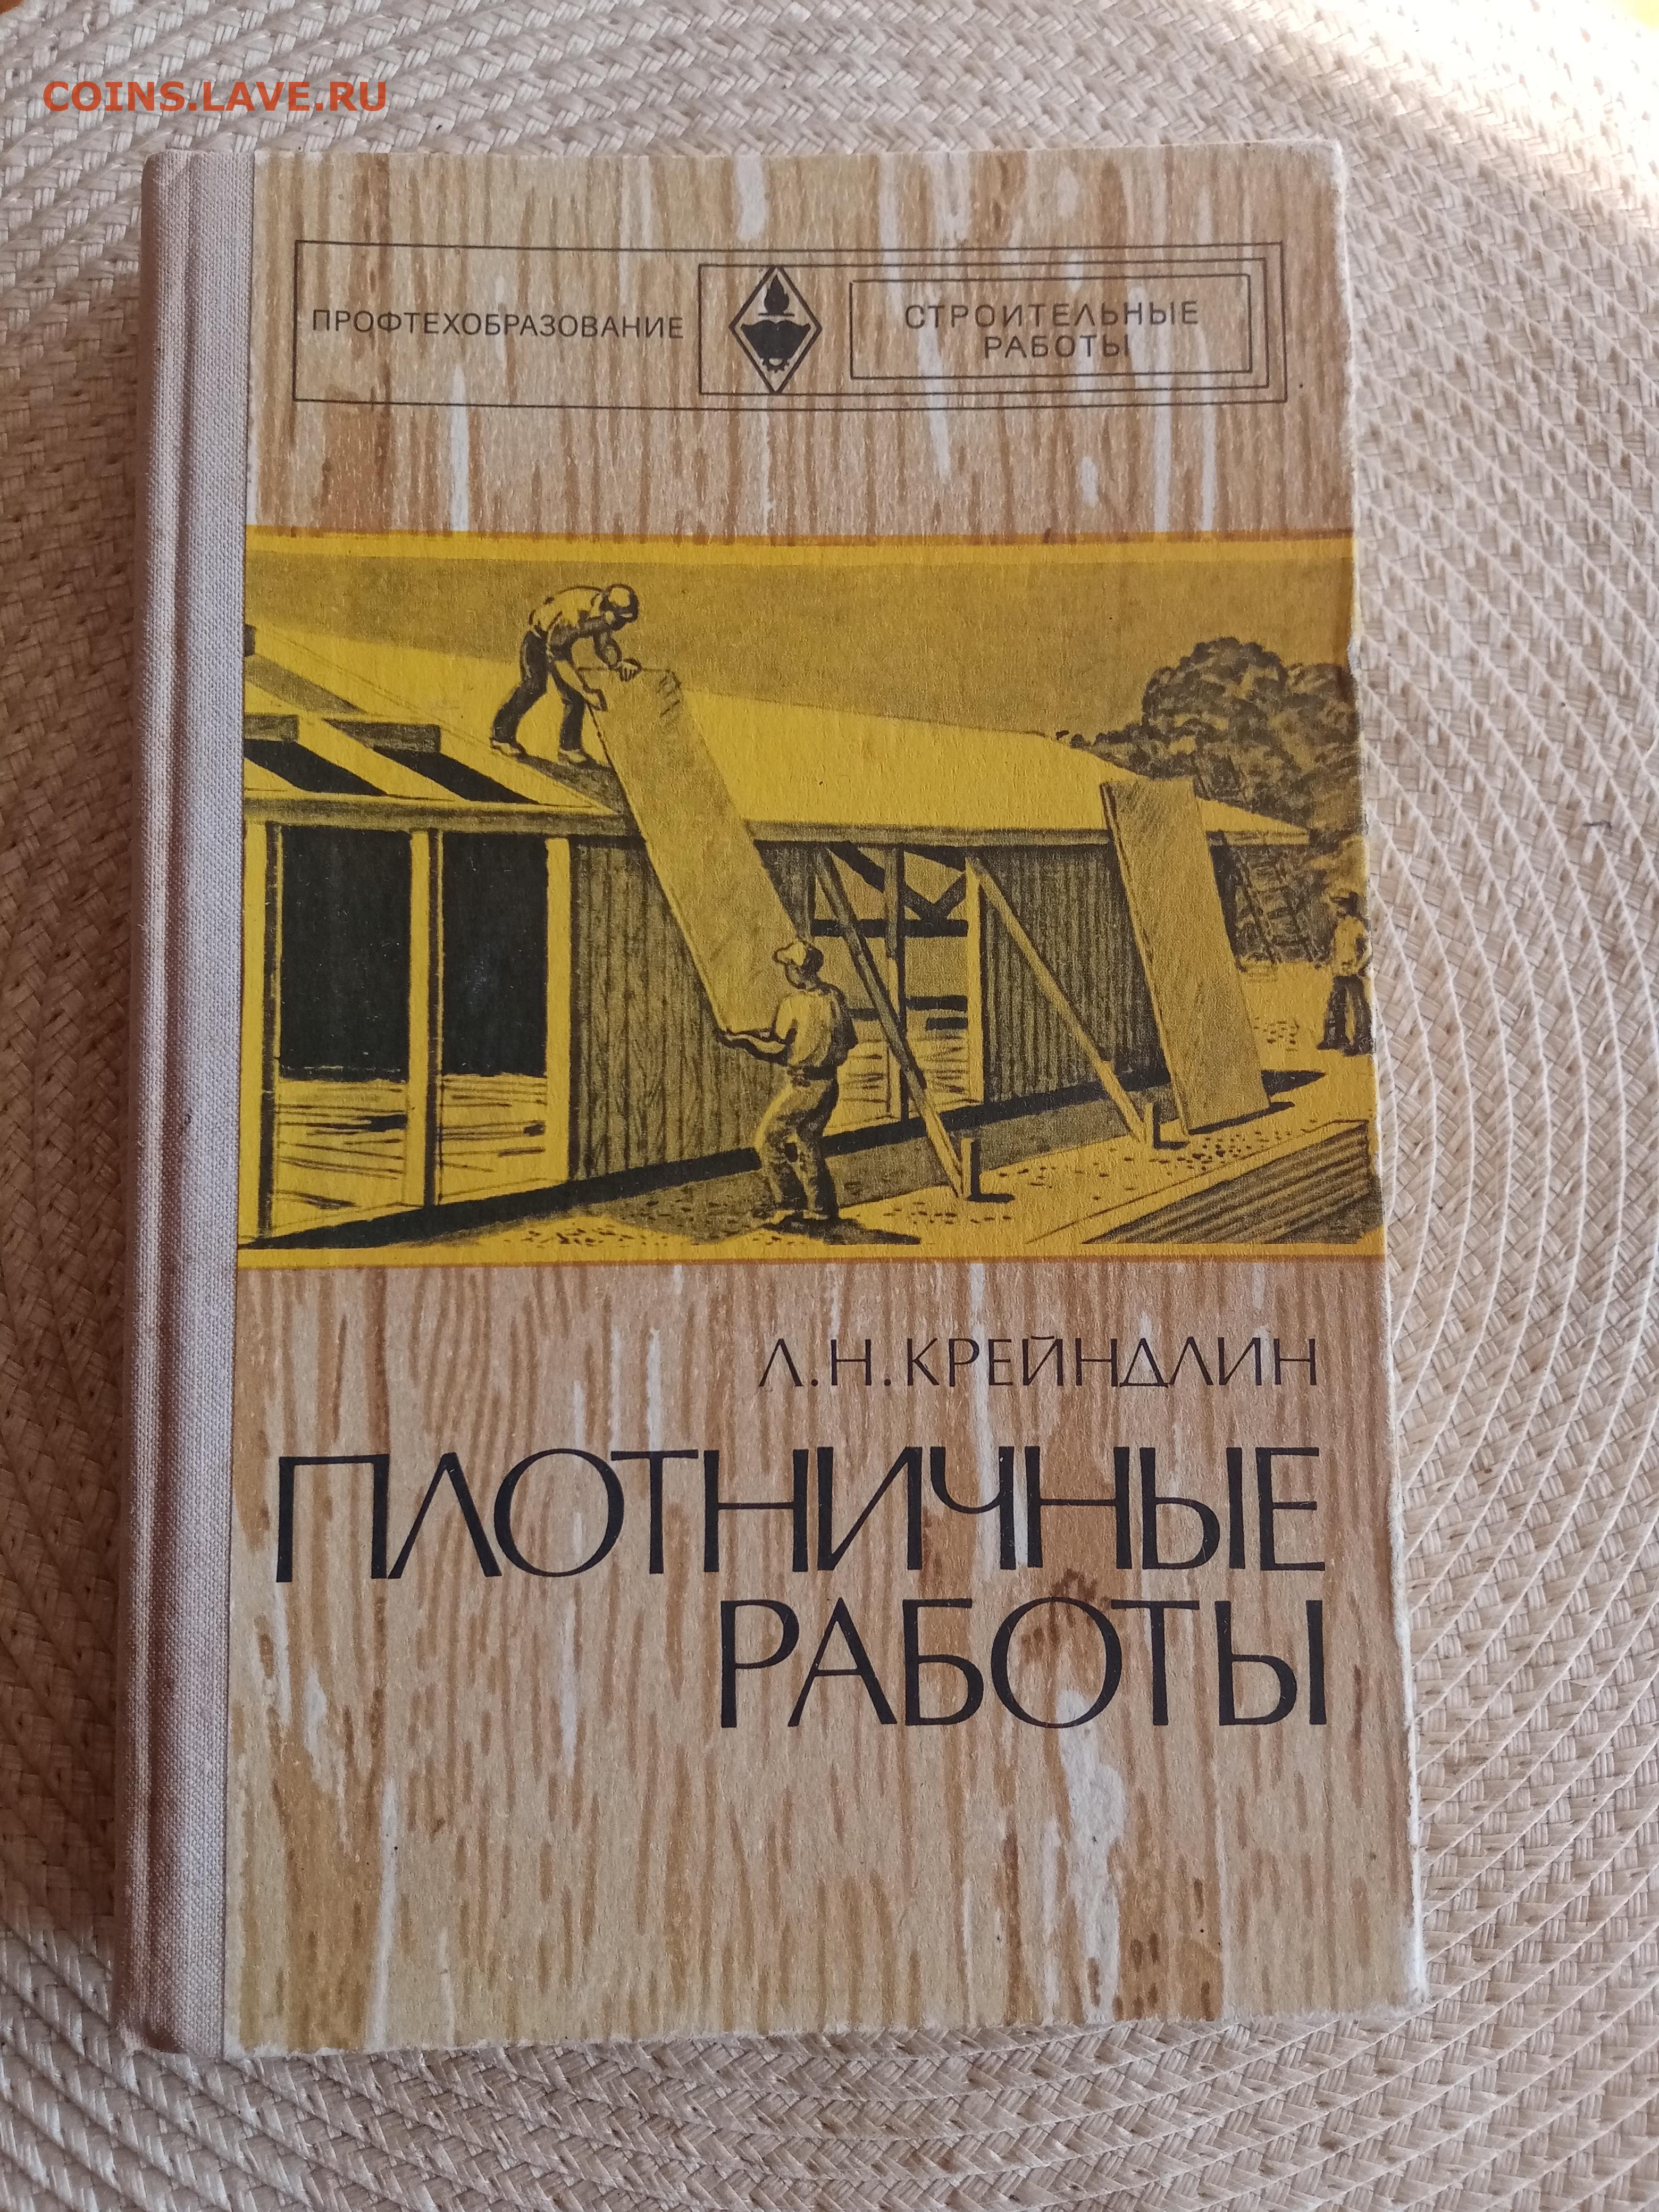 COINS.LAVE.RU
ПРОФТЕХОБРАЗОВАНИЕ
СТРОИТЕЛЬНЫЕ
РАБОТЫ
Л.Н.КРЕЙНДЛИН
ПЛОТНИЧНЫЕ
РАБОТЫ